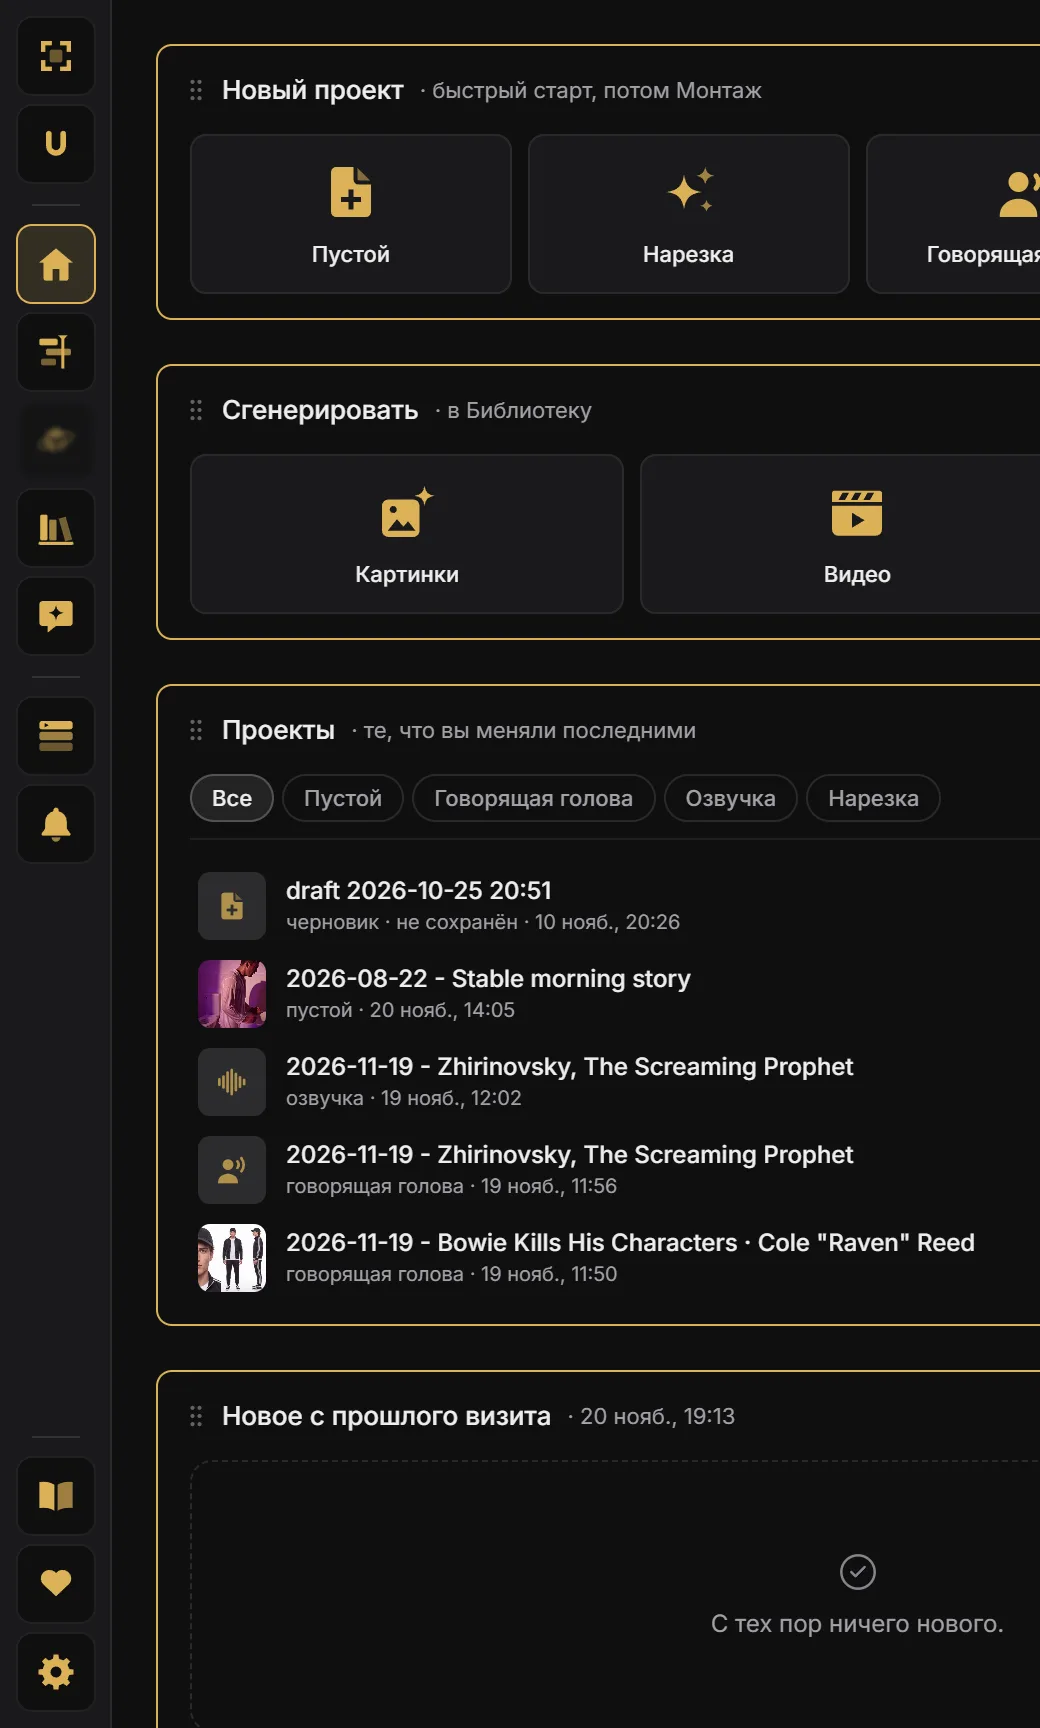 U
Новый проект · быстрый старт, потом Монтаж
Пустой
Нарезка
Говорящая
Сгенерировать · в Библиотеку
Картинки
Видео
Проекты · те, что вы меняли последними
Все
Пустой
Говорящая голова
Озвучка
Нарезка
draft 2026-10-25 20:51
черновик · не сохранён · 10 нояб., 20:26
2026-08-22 - Stable morning story
пустой · 20 нояб., 14:05
2026-11-19 - Zhirinovsky, The Screaming Prophet
озвучка · 19 нояб., 12:02
2026-11-19 - Zhirinovsky, The Screaming Prophet
говорящая голова · 19 нояб., 11:56
2026-11-19 - Bowie Kills His Characters · Cole "Raven" Reed
говорящая голова · 19 нояб., 11:50
Новое с прошлого визита · 20 нояб., 19:13
С тех пор ничего нового.